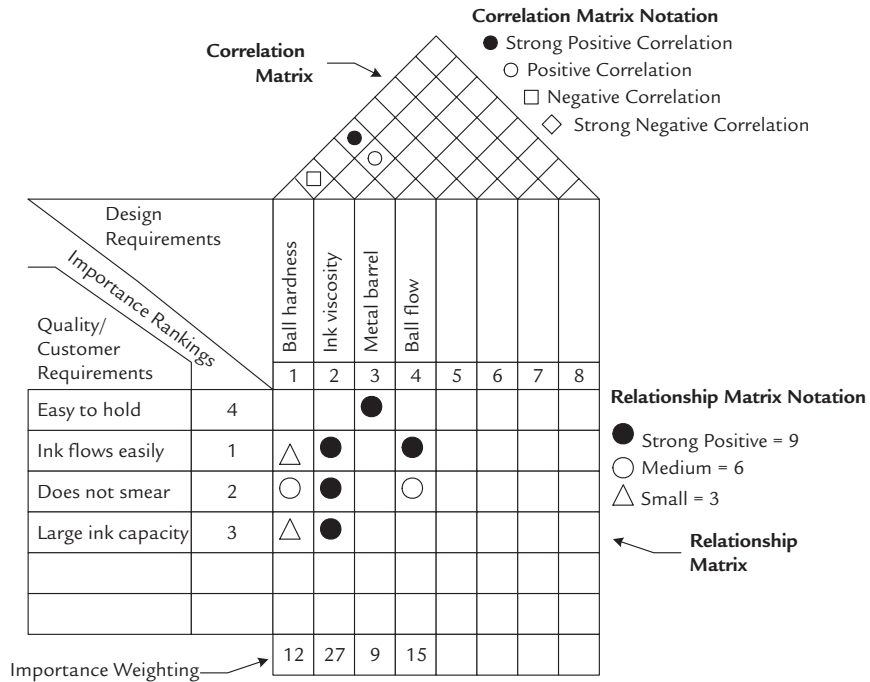 Correlation Matrix Notation
Strong Positive Correlation
Positive Correlation
Negative Correlation
Strong Negative Correlation
Correlation
Matrix
Design
Requirements
Importance Rankings
Quality/
Customer
Requirements
Ball hardness
Ink viscosity
Metal barrel
Ball flow
1 2 3 4 5 6 7 8
Easy to hold 4
Ink flows easily 1
Does not smear 2
Large ink capacity 3
Relationship Matrix Notation
Strong Positive = 9
Medium = 6
Small = 3
Relationship
Matrix
Importance Weighting 12 27 9 15